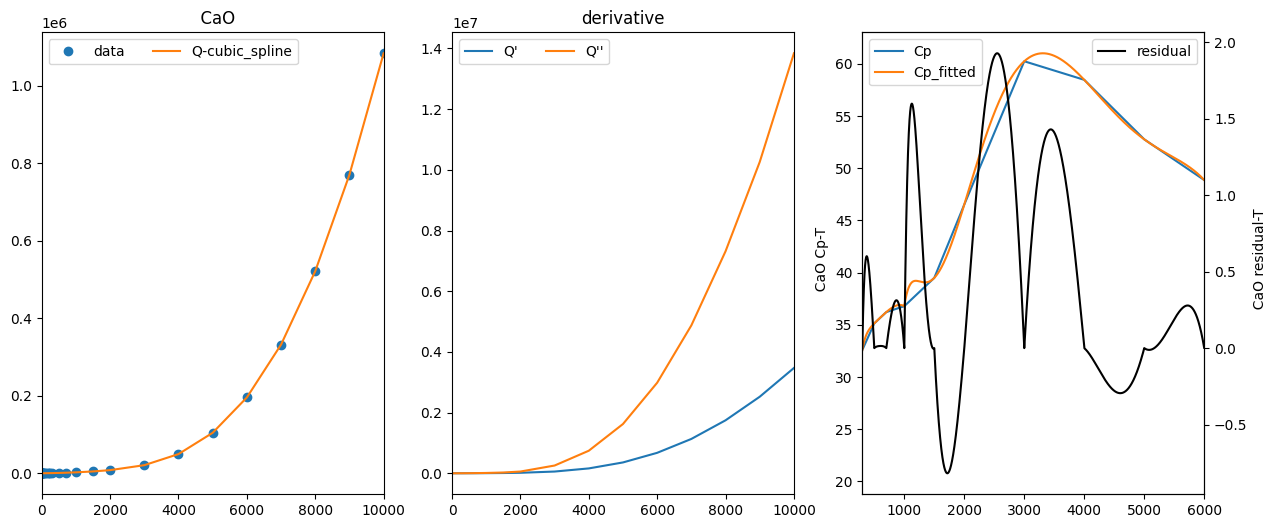 CaO
1e6
data
Q-cubic_spline
1.0
0.8
0.6
0.4
0.2
0.0
0 2000 4000 6000 8000 10000
derivative
1e7
Q' Q''
1.4
1.2
1.0
0.8
0.6
0.4
0.2
0.0
0 2000 4000 6000 8000 10000
Cp
Cp_fitted
residual
CaO Cp-T
60
55
50
45
40
35
30
25
20
1000 2000 3000 4000 5000 6000
2.0
1.5
1.0
0.5
0.0
−0.5
CaO residual-T